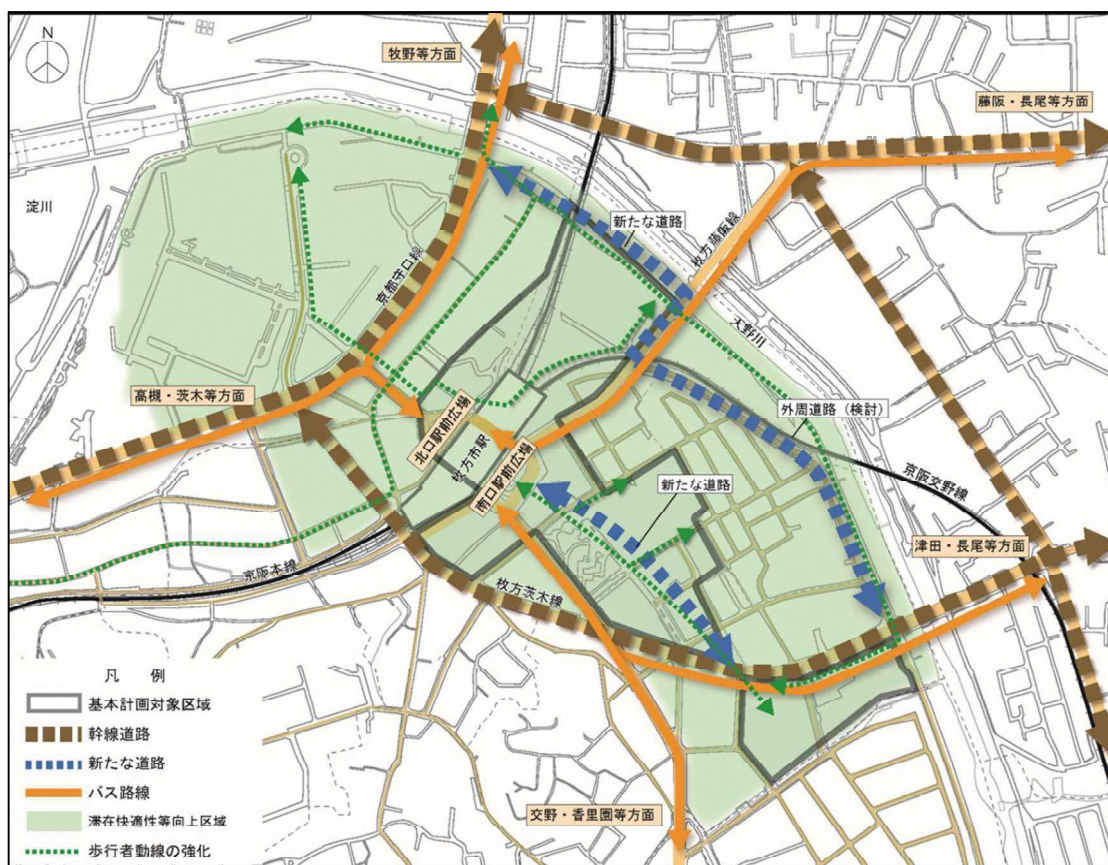 N
牧野等方面
藤阪・長尾等方面
淀川
新たな道路
枚方藤阪線
京都守口線
天野川
高槻・茨木等方面
北口駅前広場
枚方市駅
南口駅前広場
外周道路（検討）
京阪交野線
新たな道路
津田・長尾等方面
京阪本線
枚方茨木線
交野・香里園等方面
凡例
基本計画対象区域
幹線道路
新たな道路
バス路線
滞在快適性等向上区域
歩行者動線の強化